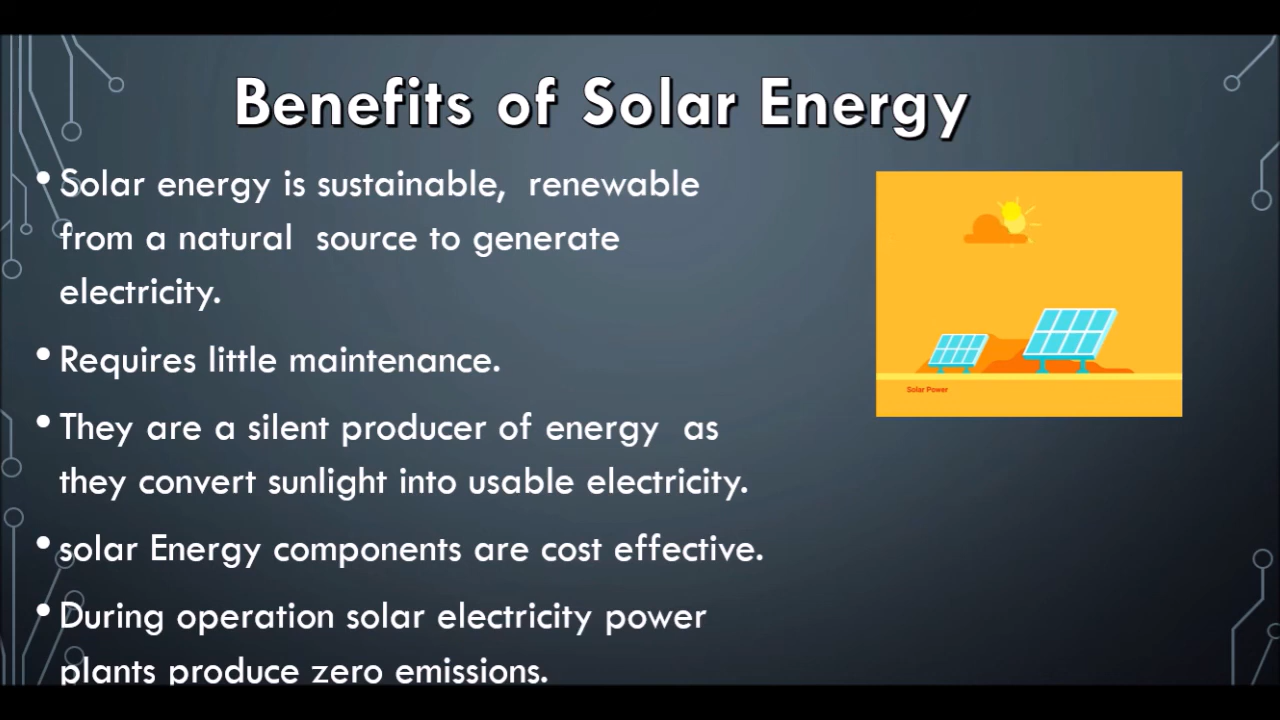 Benefits of Solar Energy
• Solar energy is sustainable,  renewable
from a natural  source to generate
electricity.
• Requires little maintenance.
• They are a silent producer of energy  as
they convert sunlight into usable electricity.
• solar Energy components are cost effective.
• During operation solar electricity power
plants produce zero emissions.
Solar Power